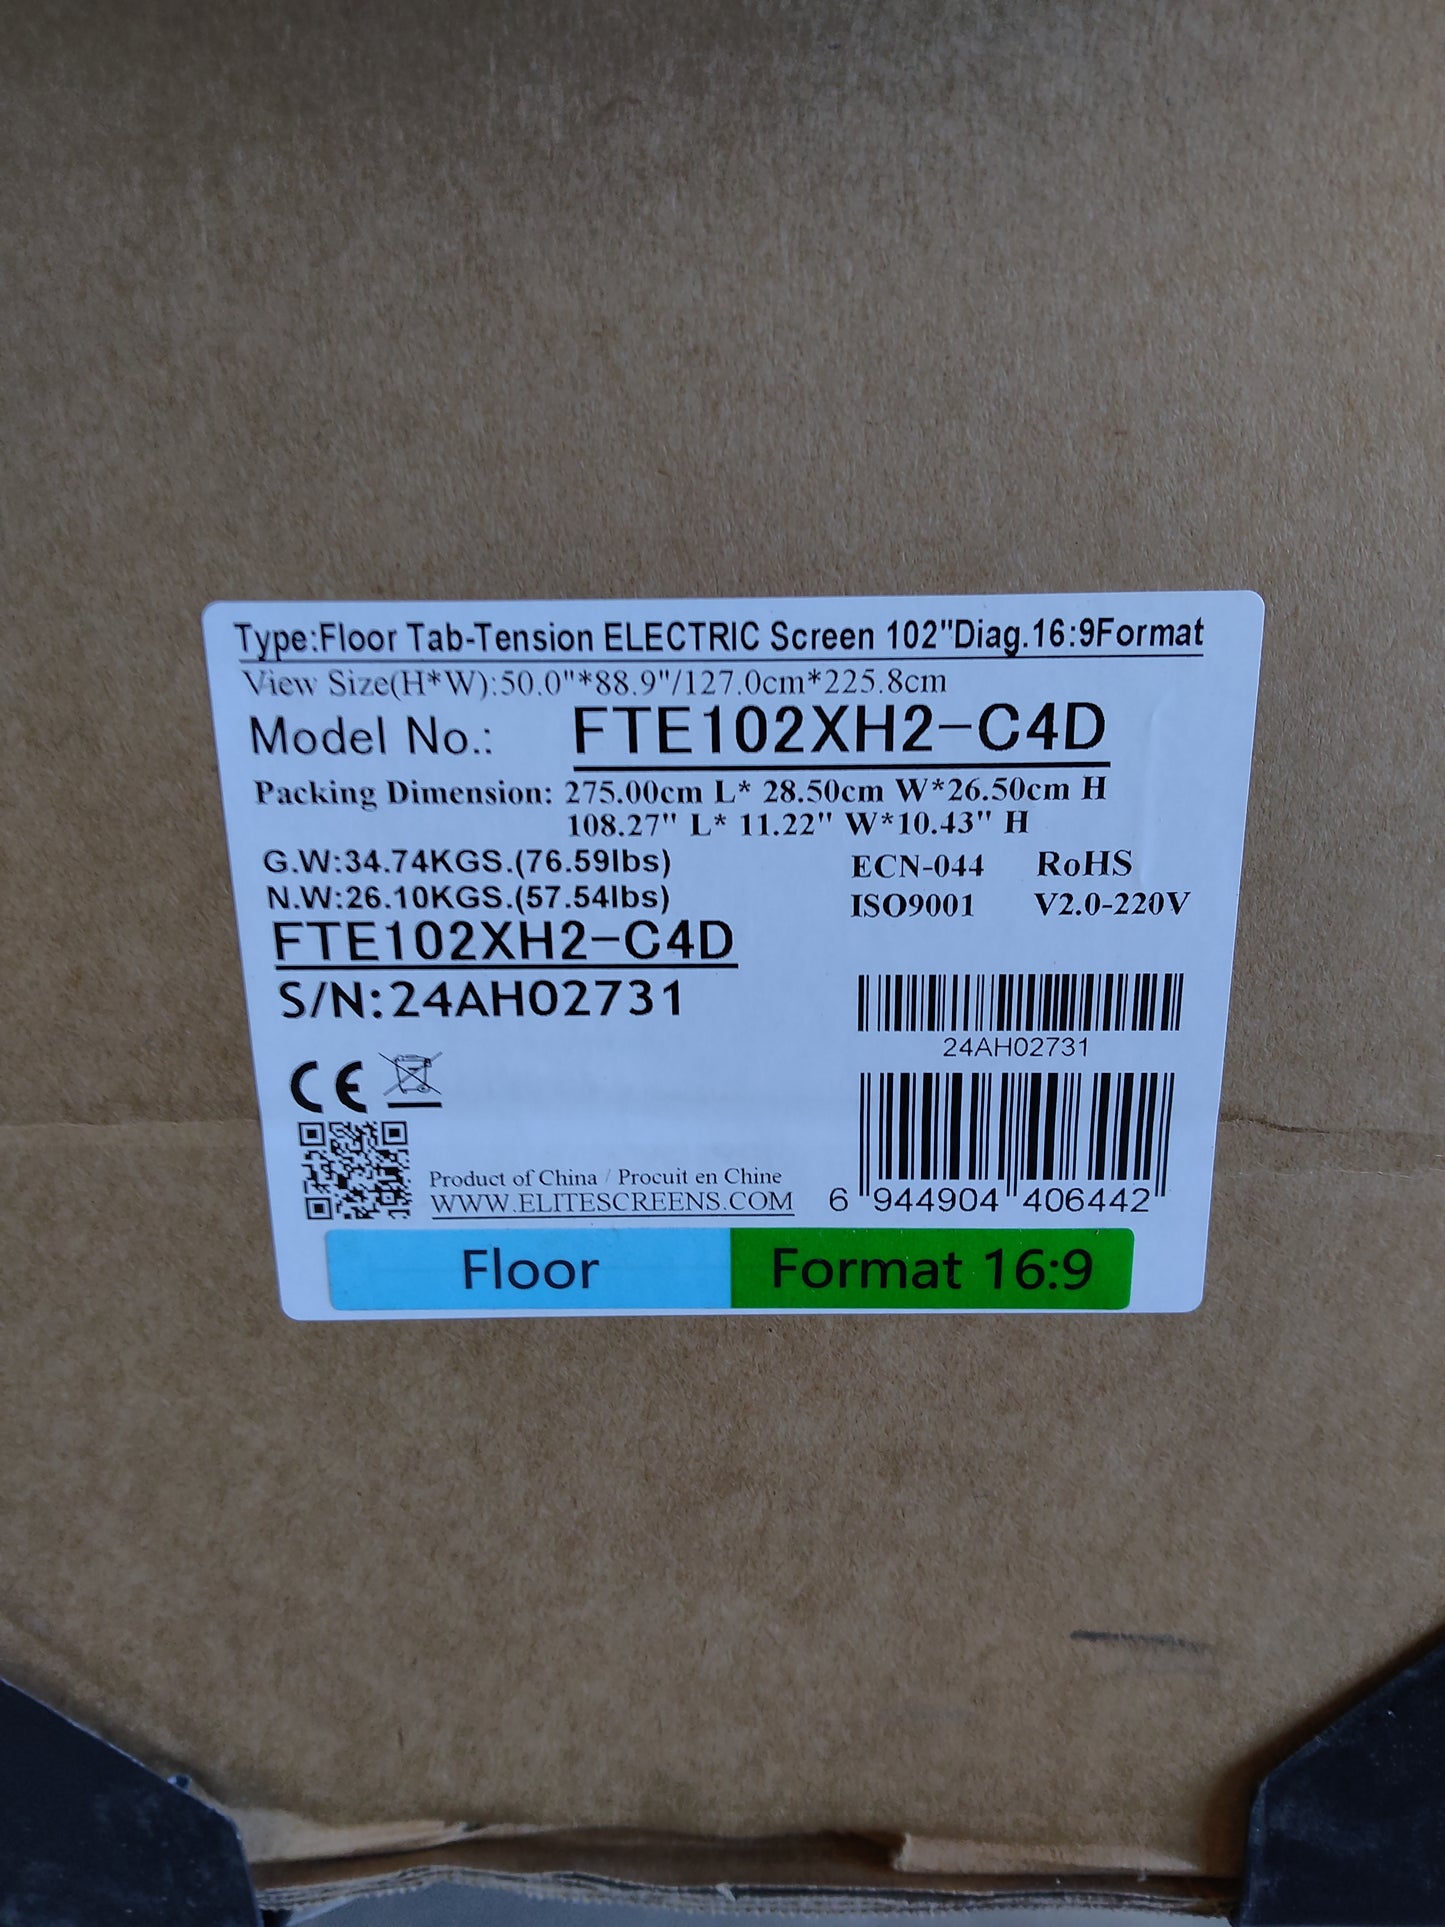 Type:Floor Tab-Tension ELECTRIC Screen 102"Diag.16:9Format
View Size(H*W):50.0"*88.9"/127.0cm*225.8cm
Model No.: FTE102XH2-C4D
Packing Dimension: 275.00cm L* 28.50cm W*26.50cm H
108.27" L* 11.22" W*10.43" H
G.W:34.74KGS.(76.59lbs) ECN-044 RoHS
N.W:26.10KGS.(57.54lbs) ISO9001 V2.0-220V
FTE102XH2-C4D
S/N:24AH02731
24AH02731
CE
Product of China / Procuit en Chine
WWW.ELITESCREENS.COM
6 944904 406442
Floor Format 16:9